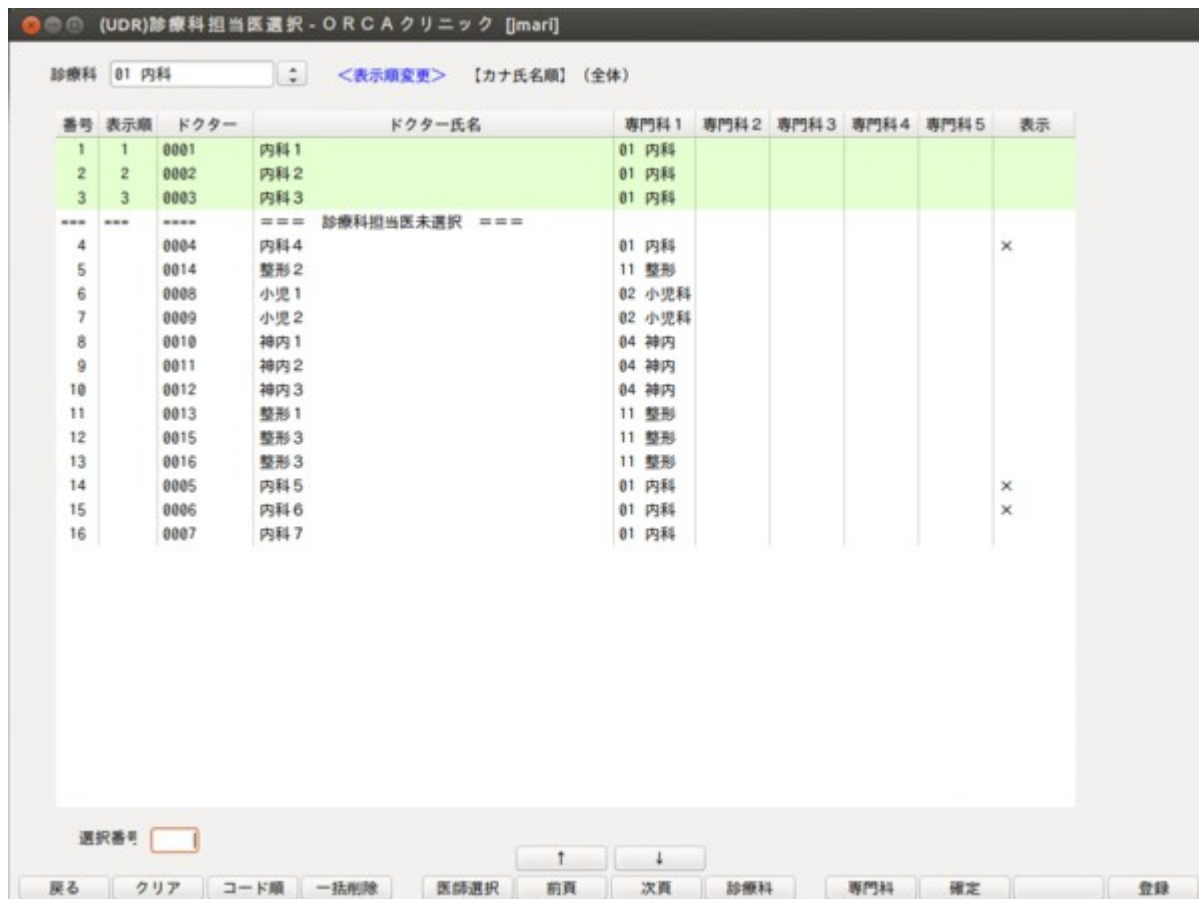 (UDR)診療科担当医選択 - ＯＲＣＡクリニック [jmari]
診療科 01 内科 ＜表示順変更＞ 【カナ氏名順】（全体）
番号 表示順 ドクター ドクター氏名 専門科１ 専門科２ 専門科３ 専門科４ 専門科５ 表示
1 1 0001 内科１ 01 内科
2 2 0002 内科２ 01 内科
3 3 0003 内科３ 01 内科
--- --- ---- ＝＝＝ 診療科担当医未選択 ＝＝＝
4 0004 内科４ 01 内科 ×
5 0014 整形２ 11 整形
6 0008 小児１ 02 小児科
7 0009 小児２ 02 小児科
8 0010 神内１ 04 神内
9 0011 神内２ 04 神内
10 0012 神内３ 04 神内
11 0013 整形１ 11 整形
12 0015 整形３ 11 整形
13 0016 整形３ 11 整形
14 0005 内科５ 01 内科 ×
15 0006 内科６ 01 内科 ×
16 0007 内科７ 01 内科
選択番号
↑ ↓
戻る クリア コード順 一括削除 医師選択 前頁 次頁 診療科 専門科 確定 登録